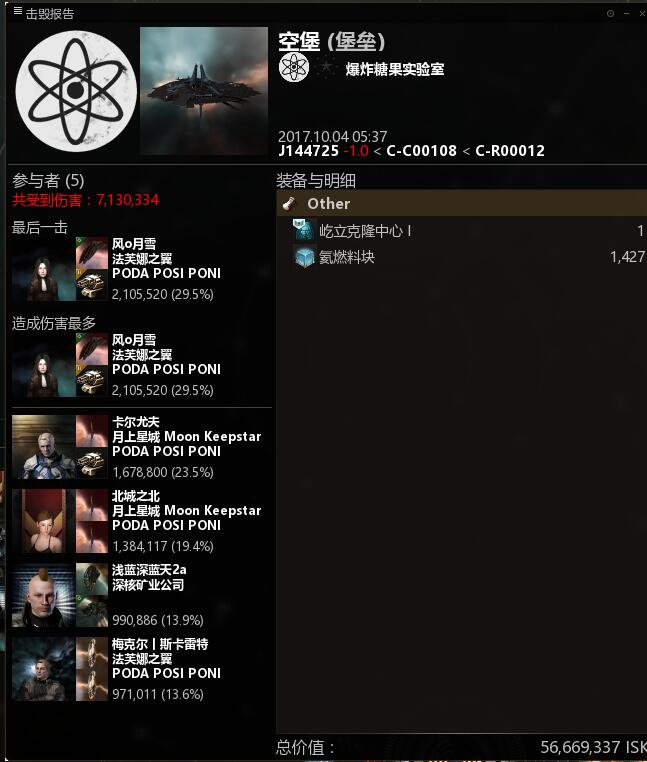 击毁报告
空堡 (堡垒)
爆炸糖果实验室
2017.10.04 05:37
J144725 -1.0 < C-C00108 < C-R00012
参与者 (5)
共受到伤害：7,130,334
最后一击
风o月雪
法芙娜之翼
PODA POSI PONI
2,105,520 (29.5%)
造成伤害最多
风o月雪
法芙娜之翼
PODA POSI PONI
2,105,520 (29.5%)
卡尔尤夫
月上星城 Moon Keepstar
PODA POSI PONI
1,678,800 (23.5%)
北城之北
月上星城 Moon Keepstar
PODA POSI PONI
1,384,117 (19.4%)
浅蓝深蓝天2a
深核矿业公司
990,886 (13.9%)
梅克尔丨斯卡雷特
法芙娜之翼
PODA POSI PONI
971,011 (13.6%)
装备与明细
Other
屹立克隆中心 I 1
氦燃料块 1,427
总价值： 56,669,337 ISK